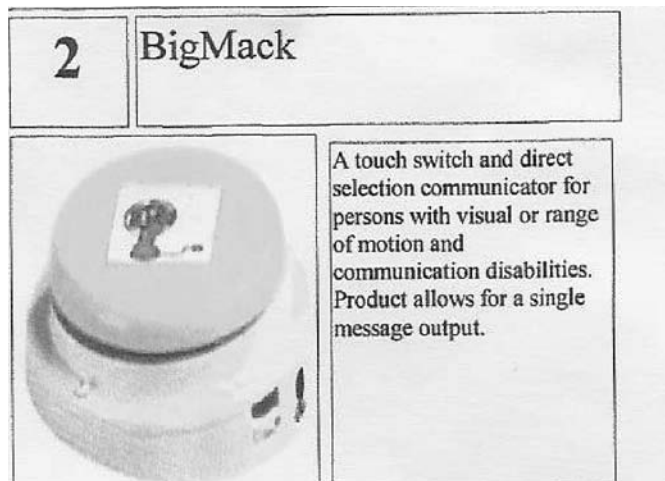 2
BigMack
A touch switch and direct
selection communicator for
persons with visual or range
of motion and
communication disabilities.
Product allows for a single
message output.